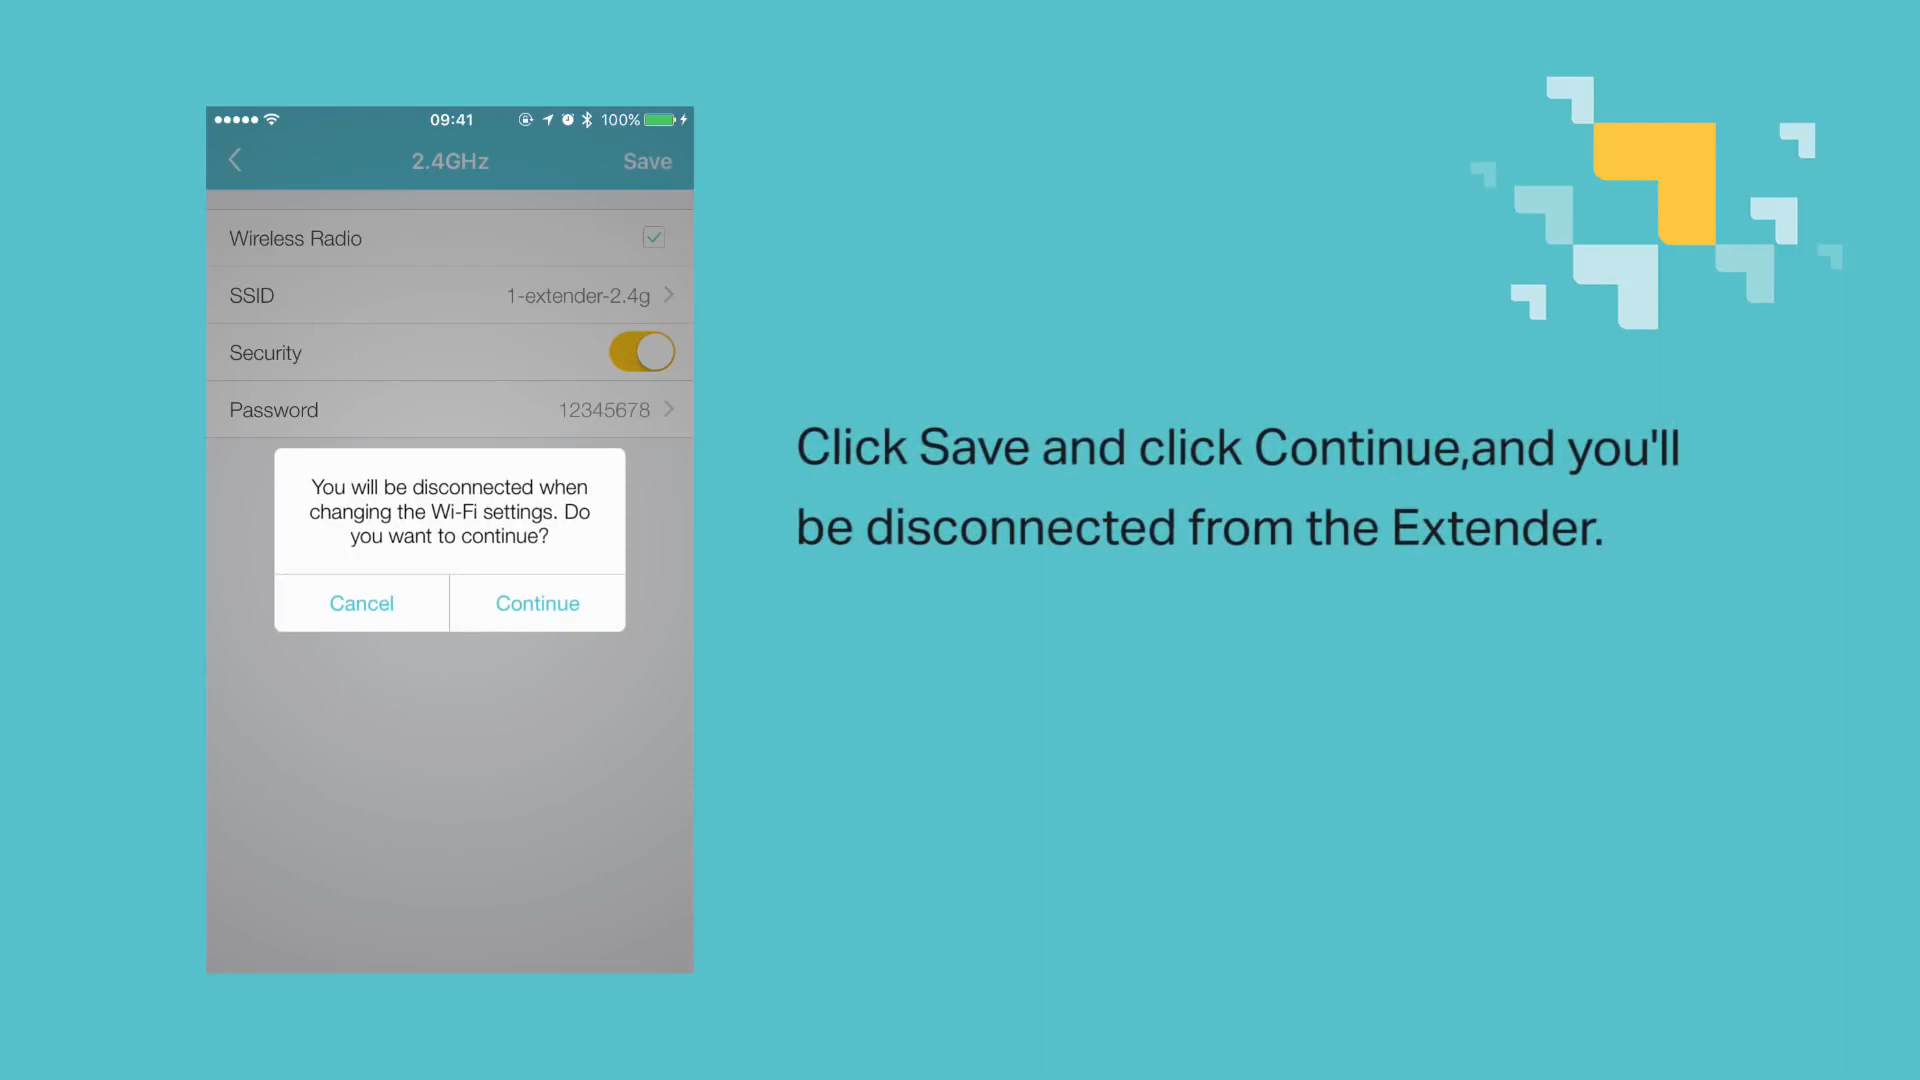 09:41
100%
2.4GHz
Save
Wireless Radio
SSID
1-extender-2.4g
Security
Password
12345678
You will be disconnected when
changing the Wi-Fi settings. Do
you want to continue?
Cancel
Continue
Click Save and click Continue,and you'll
be disconnected from the Extender.